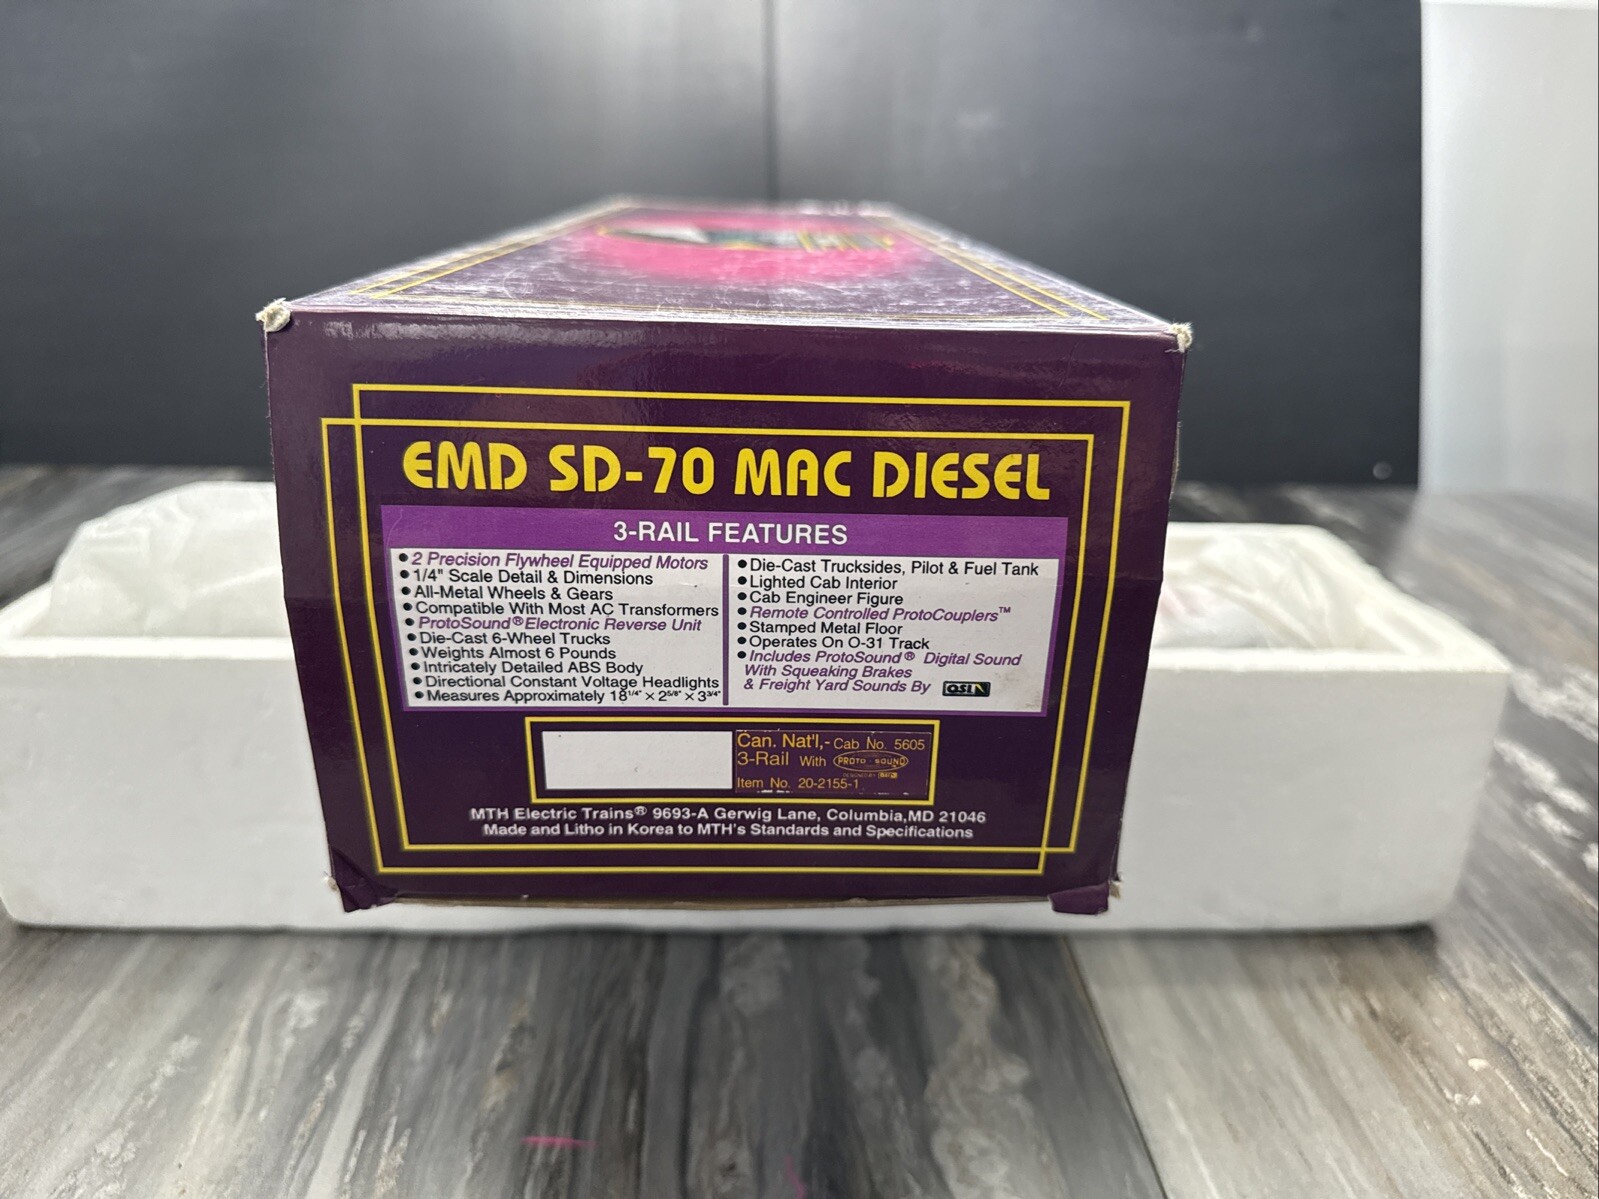 EMD SD-70 MAC DIESEL
3-RAIL FEATURES
• 2 Precision Flywheel Equipped Motors
• 1/4" Scale Detail & Dimensions
• All-Metal Wheels & Gears
• Compatible With Most AC Transformers
• ProtoSound® Electronic Reverse Unit
• Die-Cast 6-Wheel Trucks
• Weights Almost 6 Pounds
• Intricately Detailed ABS Body
• Directional Constant Voltage Headlights
• Measures Approximately 18 1/4" × 2 5/8" × 3 3/4"
• Die-Cast Trucksides, Pilot & Fuel Tank
• Lighted Cab Interior
• Cab Engineer Figure
• Remote Controlled ProtoCouplers™
• Stamped Metal Floor
• Operates On O-31 Track
• Includes ProtoSound® Digital Sound
With Squeaking Brakes
& Freight Yard Sounds By QSI
Can. Nat'l,- Cab No. 5605
3-Rail With PROTO-SOUND
DESIGNED BY QSI
Item No. 20-2155-1
MTH Electric Trains® 9693-A Gerwig Lane, Columbia,MD 21046
Made and Litho in Korea to MTH's Standards and Specifications